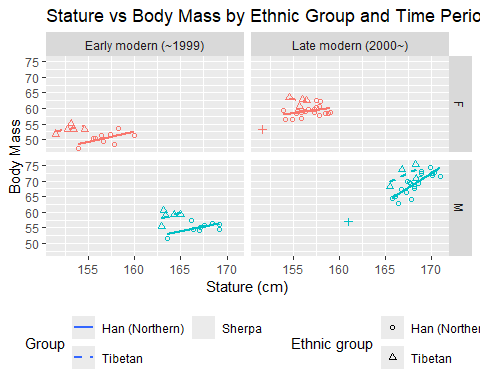 Stature vs Body Mass by Ethnic Group and Time Perio
Early modern (~1999) Late modern (2000~)
75
70
65
60
55
50
F
75
70
65
60
55
50
M
Body Mass
155 160 165 170 155 160 165 170
Stature (cm)
Group
Han (Northern) Sherpa
Tibetan
Ethnic group
Han (Northe
Tibetan